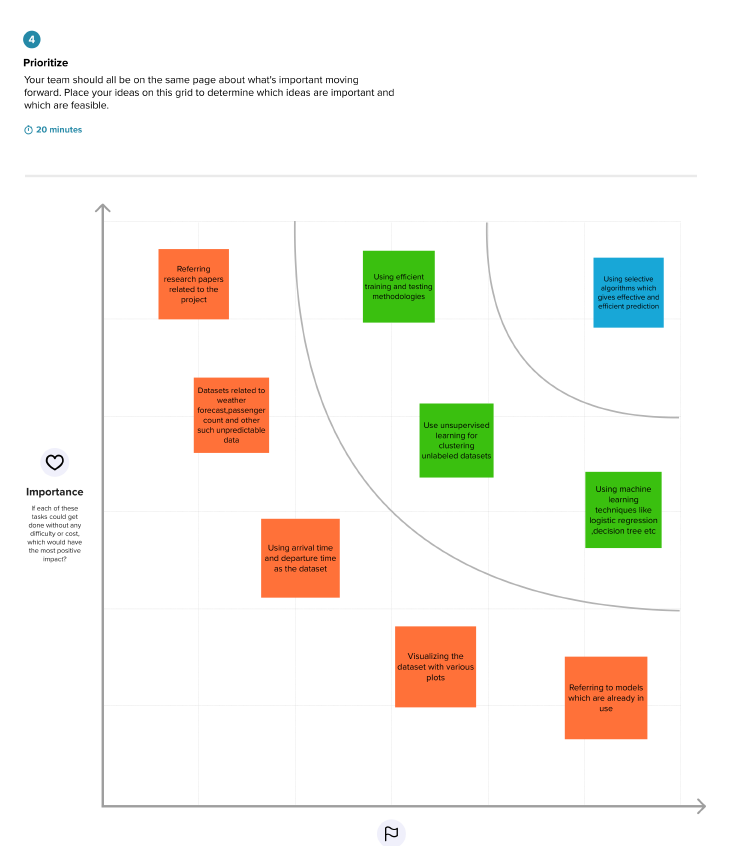 4
Prioritize
Your team should all be on the same page about what's important moving
forward. Place your ideas on this grid to determine which ideas are important and
which are feasible.
20 minutes
Referring
research papers
related to the
project
Using efficient
training and testing
methodologies
Using selective
algorithms which
gives effective and
efficient prediction
Datasets related to
weather
forecast,passenger
count and other
such unpredictable
data
Use unsupervised
learning for
clustering
unlabeled datasets
Using machine
learning
techniques like
logistic regression
,decision tree etc
Importance
If each of these
tasks could get
done without any
difficulty or cost,
which would have
the most positive
impact?
Using arrival time
and departure time
as the dataset
Visualizing the
dataset with various
plots
Referring to models
which are already in
use